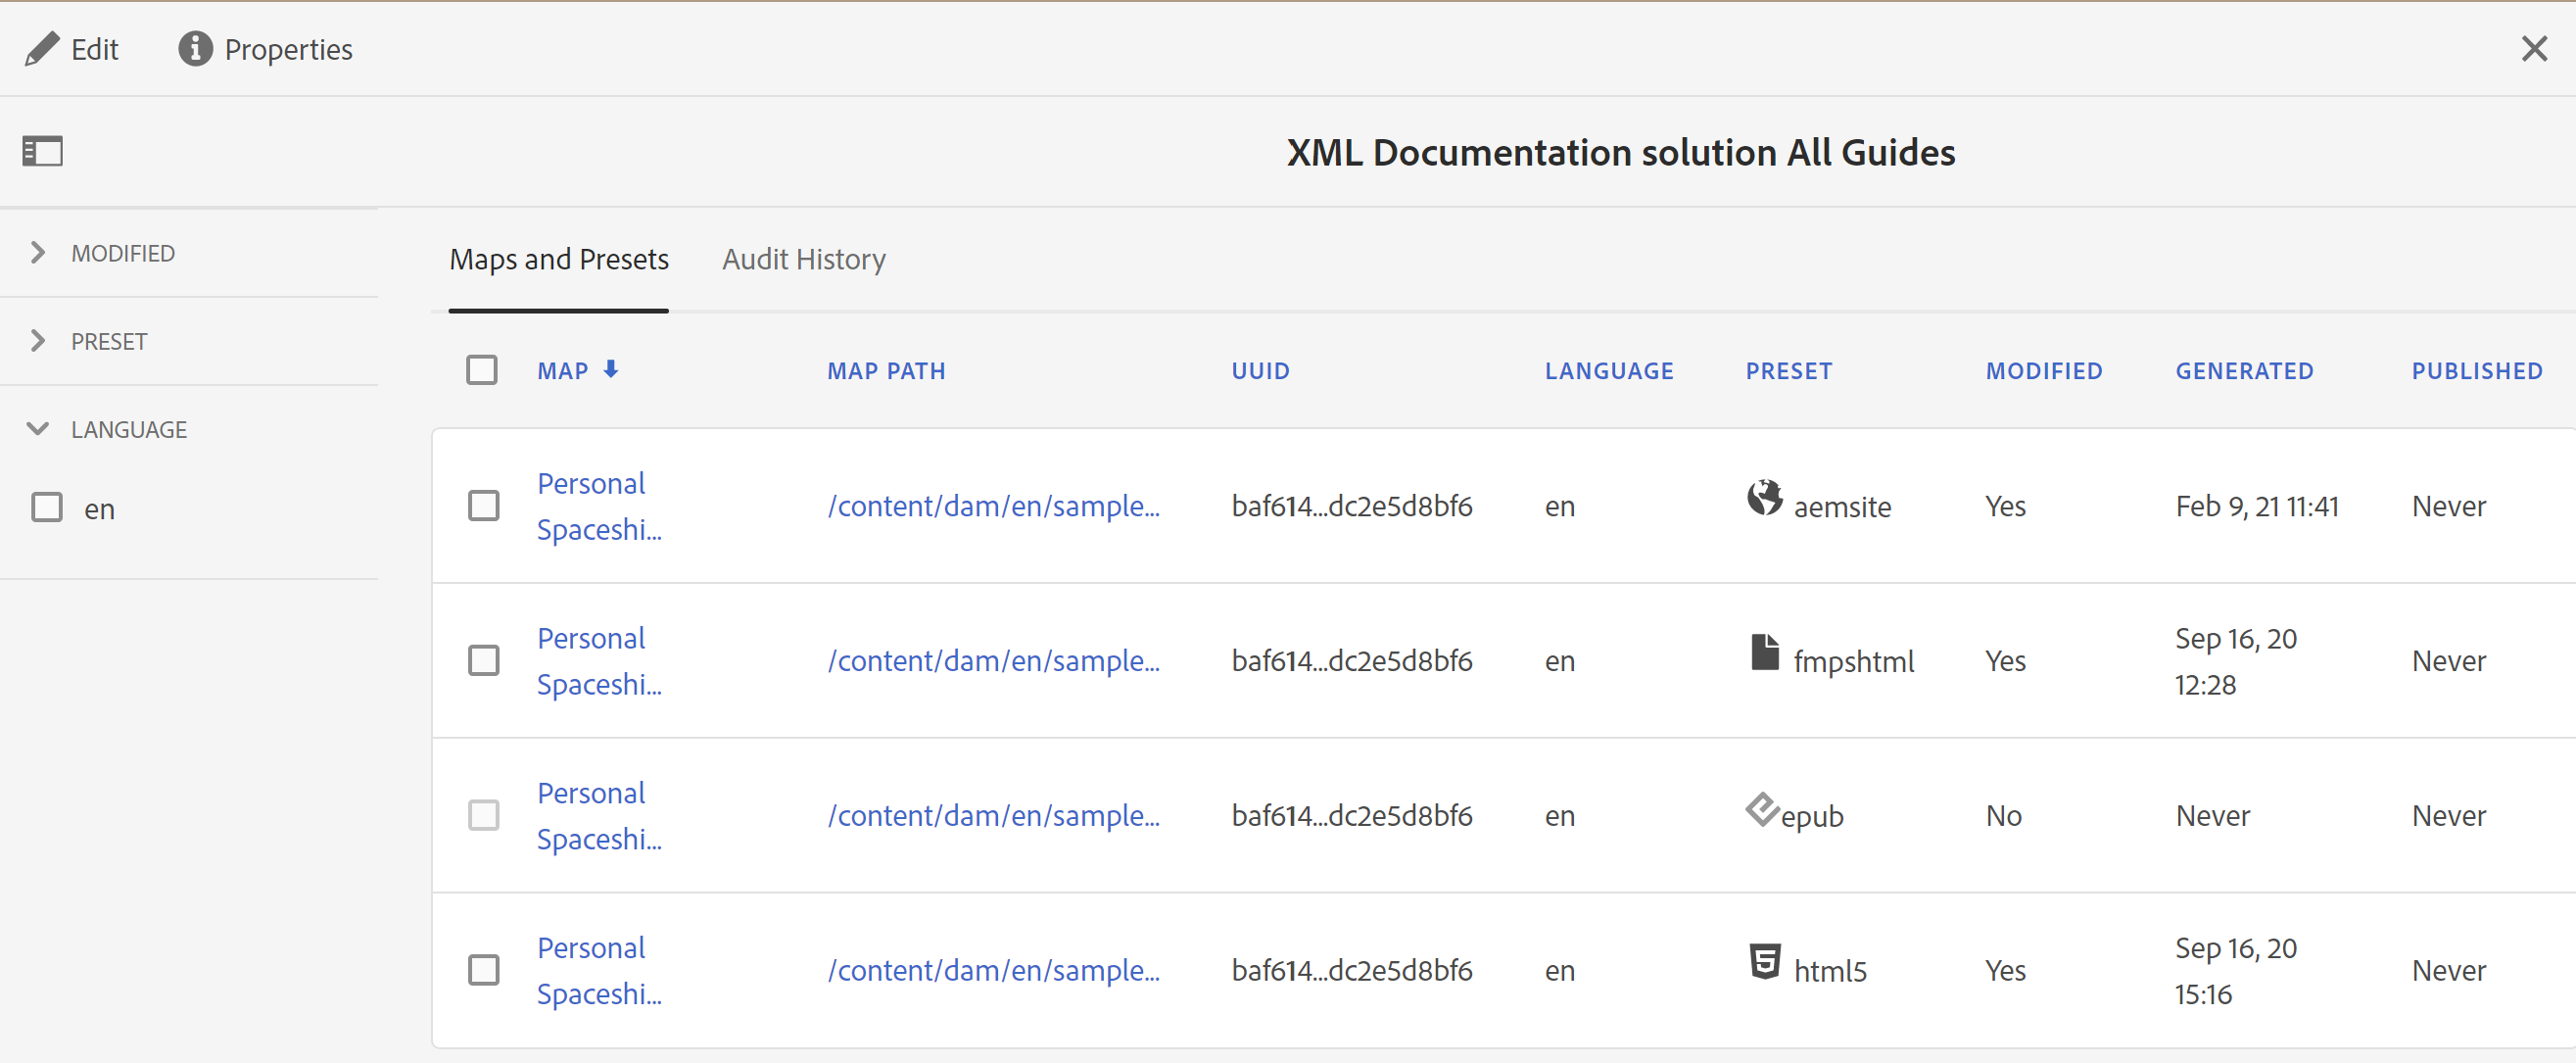 Edit Properties
XML Documentation solution All Guides
MODIFIED
PRESET
LANGUAGE
en
Maps and Presets Audit History
MAP MAP PATH UUID LANGUAGE PRESET MODIFIED GENERATED PUBLISHED
Personal
Spaceshi... /content/dam/en/sample... baf614...dc2e5d8bf6 en aemsite Yes Feb 9, 21 11:41 Never
Personal
Spaceshi... /content/dam/en/sample... baf614...dc2e5d8bf6 en fmpshtml Yes Sep 16, 20
12:28 Never
Personal
Spaceshi... /content/dam/en/sample... baf614...dc2e5d8bf6 en epub No Never Never
Personal
Spaceshi... /content/dam/en/sample... baf614...dc2e5d8bf6 en html5 Yes Sep 16, 20
15:16 Never